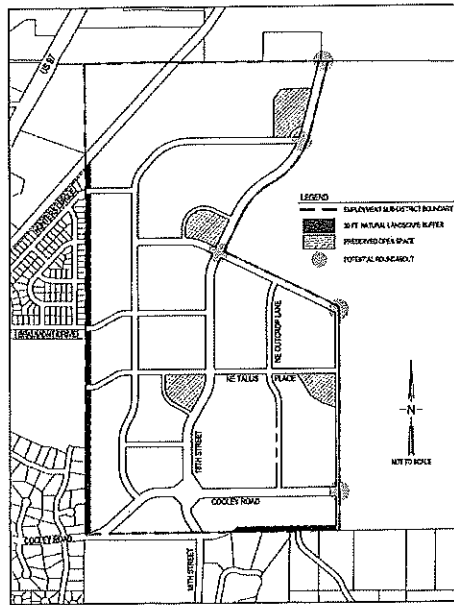 US 97
LEGEND
EMPLOYMENT SUB-DISTRICT BOUNDARY
30 FT NATURAL LANDSCAPE BUFFER
PRESERVED OPEN SPACE
POTENTIAL ROUNDABOUT
NE OUTCROP LANE
NE TALUS PLACE
-N-
NOT TO SCALE
18TH STREET
COOLEY ROAD
COOLEY ROAD
18TH STREET